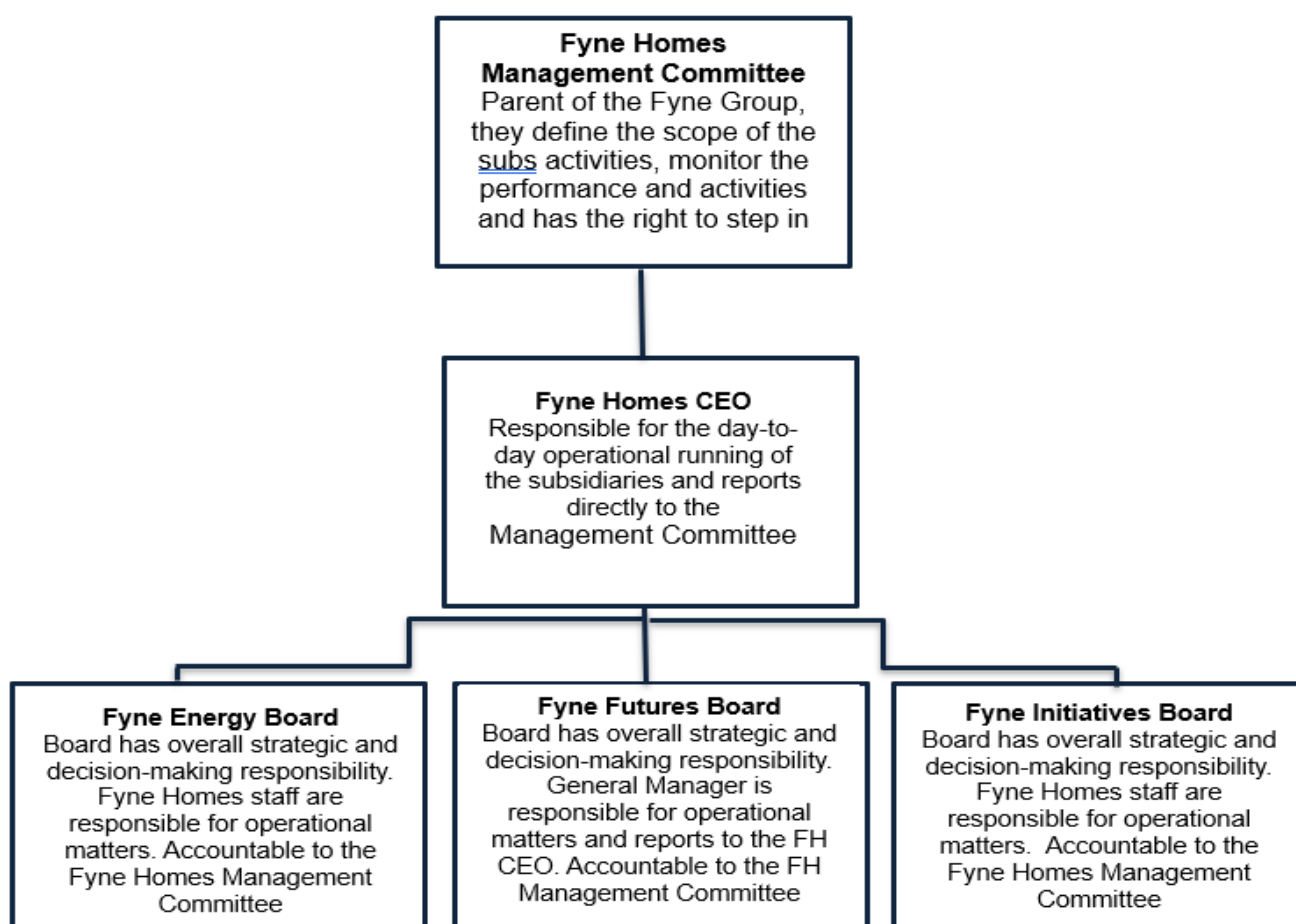 Fyne Homes
Management Committee
Parent of the Fyne Group,
they define the scope of the
subs activities, monitor the
performance and activities
and has the right to step in
Fyne Homes CEO
Responsible for the day-to-
day operational running of
the subsidiaries and reports
directly to the
Management Committee
Fyne Energy Board
Board has overall strategic and
decision-making responsibility.
Fyne Homes staff are
responsible for operational
matters. Accountable to the
Fyne Homes Management
Committee
Fyne Futures Board
Board has overall strategic and
decision-making responsibility.
General Manager is
responsible for operational
matters and reports to the FH
CEO. Accountable to the FH
Management Committee
Fyne Initiatives Board
Board has overall strategic and
decision-making responsibility.
Fyne Homes staff are
responsible for operational
matters.  Accountable to the
Fyne Homes Management
Committee